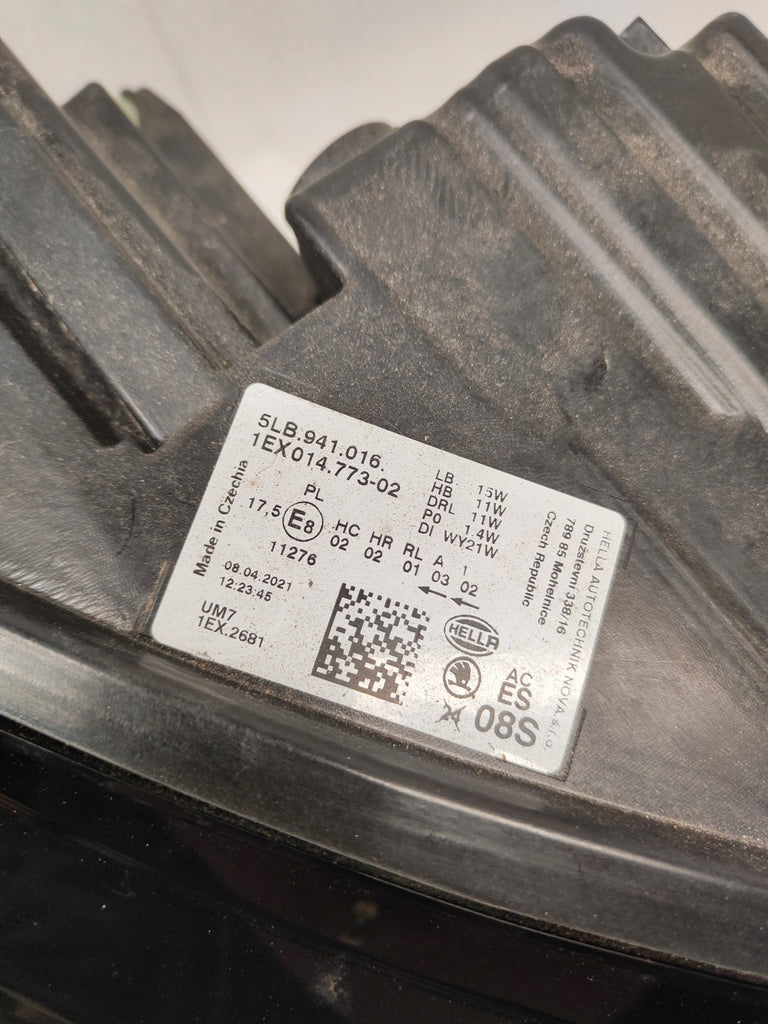 5LB.941.016.
1EX 014.773-02
LB 15W
HB 11W
DRL 11W
PO 1,4W
DI WY21W
PL
17,5 E8 HC HR RL A 1
02 02 01 03 02
11276
Made in Czechia
08.04.2021
12:23:45
UM7
1EX.2681
HELLA
AC
ES
24 08S
HELLA AUTOTECHNIK NOVA s.r.o
Družstevní 338/16
789 85 Mohelnice
Czech Republic